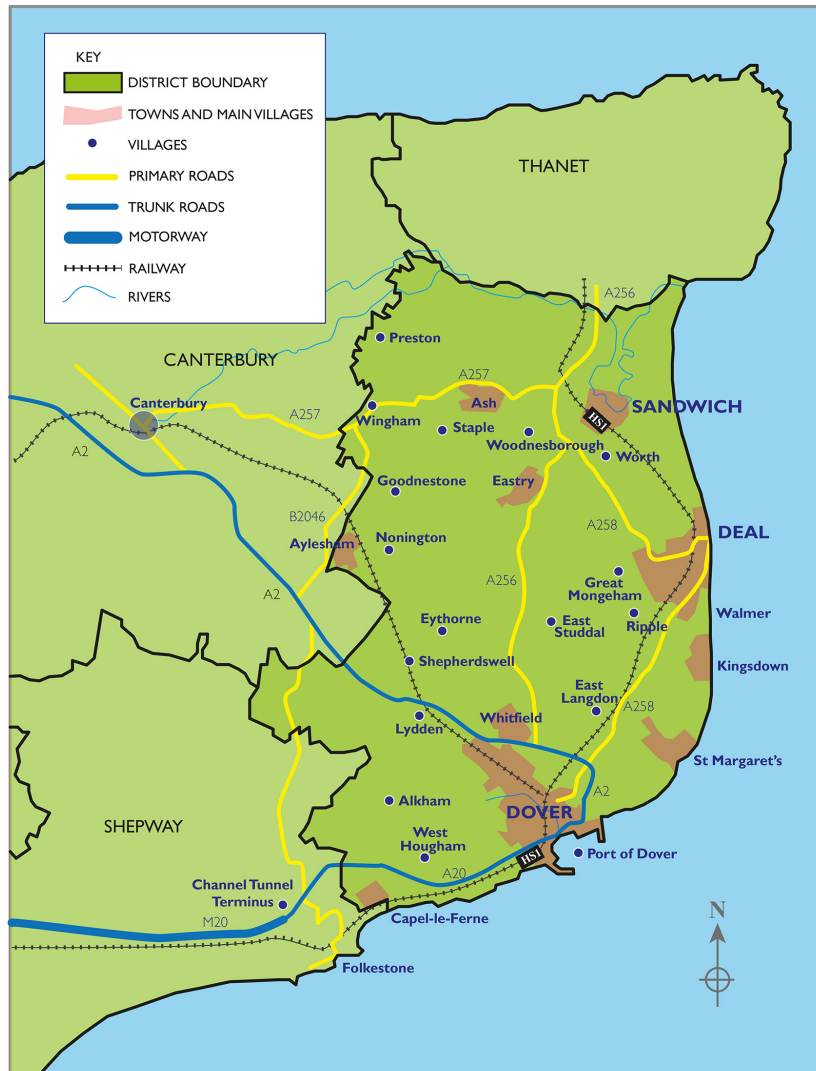 KEY
DISTRICT BOUNDARY
TOWNS AND MAIN VILLAGES
VILLAGES
PRIMARY ROADS
TRUNK ROADS
MOTORWAY
RAILWAY
RIVERS
THANET
A256
Preston
CANTERBURY
A257
Canterbury
A257
Wingham
Ash
SANDWICH
HS1
Staple
Woodnesborough
A2
Worth
Goodnestone
Eastry
B2046
A258
DEAL
Aylesham
Nonington
A256
Great
Mongeham
A2
Walmer
Eythorne
East
Studdal
Ripple
Shepherdswell
Kingsdown
East
Langdon
A258
Lydden
Whitfield
St Margaret's
A2
Alkham
DOVER
SHEPWAY
West
Hougham
HS1
Port of Dover
A20
Channel Tunnel
Terminus
M20
Capel-le-Ferne
N
Folkestone